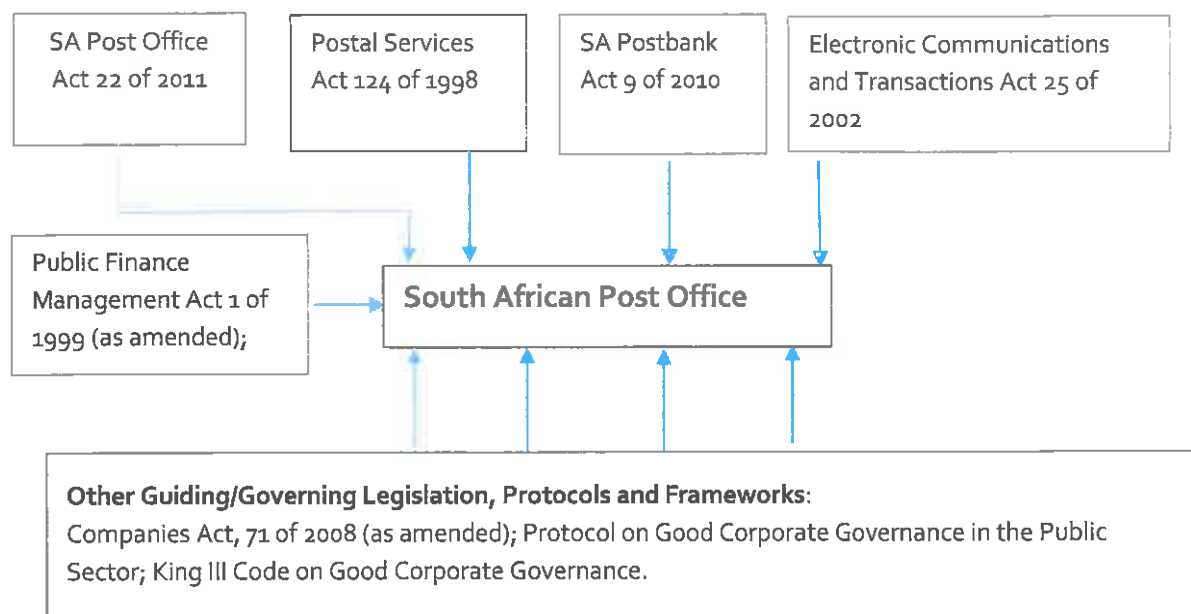 SA Post Office
Act 22 of 2011
Postal Services
Act 124 of 1998
SA Postbank
Act 9 of 2010
Electronic Communications
and Transactions Act 25 of
2002
Public Finance
Management Act 1 of
1999 (as amended);
South African Post Office
Other Guiding/Governing Legislation, Protocols and Frameworks:
Companies Act, 71 of 2008 (as amended); Protocol on Good Corporate Governance in the Public
Sector; King III Code on Good Corporate Governance.